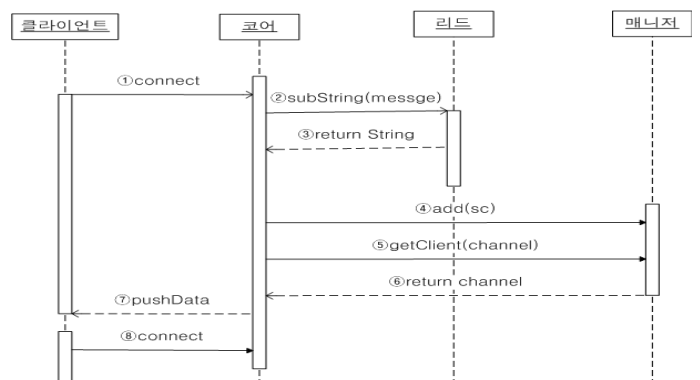 클라이언트 코어 리드 매니저
①connect
②subString(messge)
③return String
④add(sc)
⑤getClient(channel)
⑥return channel
⑦pushData
⑧connect